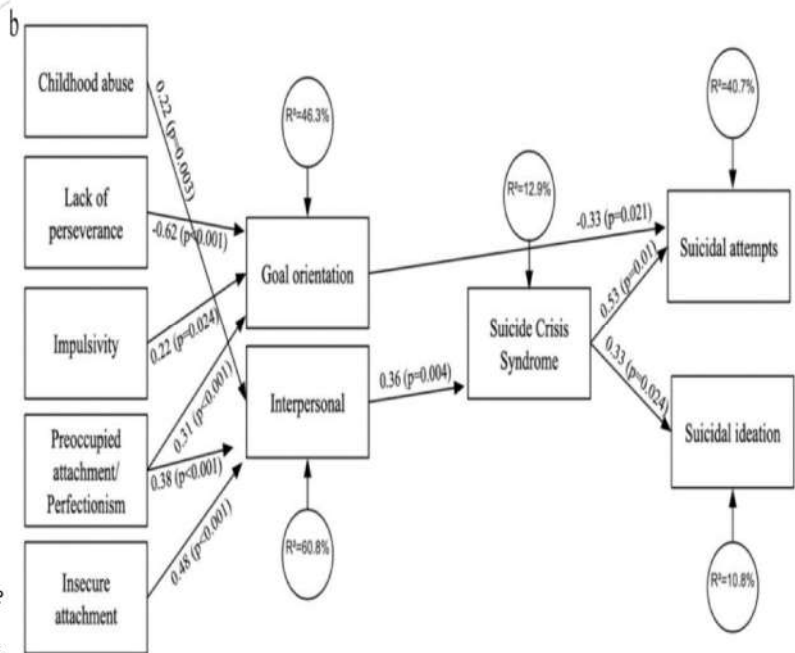 b
Childhood abuse
0.22 (p=0.003)
R²=46.3%
R²=40.7%
Lack of
perseverance
-0.62 (p<0.001)
R²=12.9%
-0.33 (p=0.021)
Suicidal attempts
Goal orientation
Impulsivity
0.22 (p=0.024)
Suicide Crisis
Syndrome
0.53 (p=0.01)
0.33 (p=0.024)
Interpersonal
0.36 (p=0.004)
0.31 (p<0.001)
Preoccupied
attachment/
Perfectionism
0.38 (p<0.001)
Suicidal ideation
Insecure
attachment
0.48 (p<0.001)
R²=60.8%
R²=10.8%